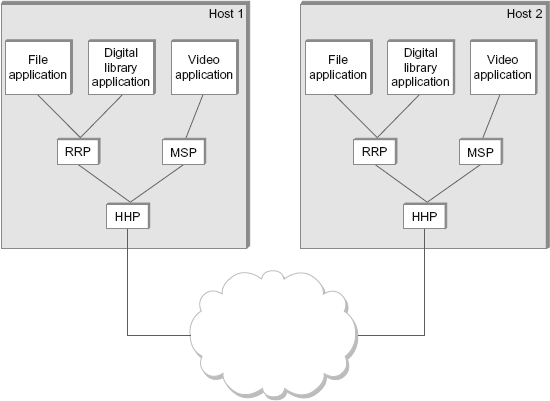 Host 1
File
application
Digital
library
application
Video
application
RRP
MSP
HHP
Host 2
File
application
Digital
library
application
Video
application
RRP
MSP
HHP